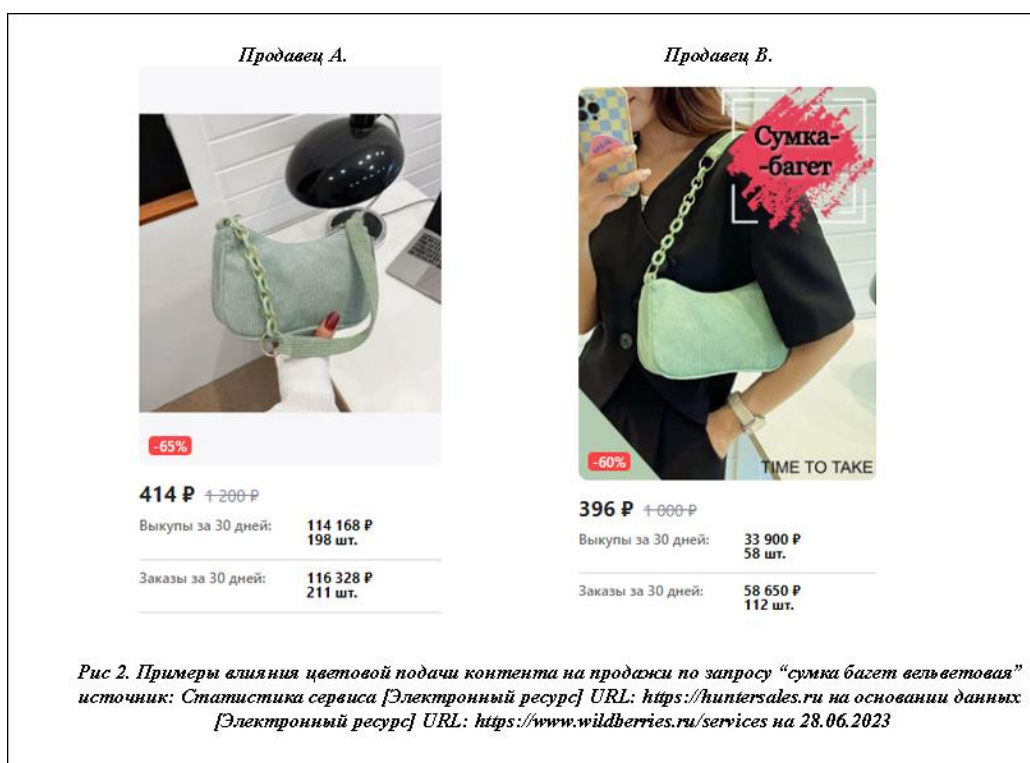 Продавец А.
-65%
414 ₽ 1 200 ₽
Выкупы за 30 дней: 114 168 ₽
198 шт.
Заказы за 30 дней: 116 328 ₽
211 шт.
Продавец В.
Сумка-
-багет
-60%
TIME TO TAKE
396 ₽ 1 000 ₽
Выкупы за 30 дней: 33 900 ₽
58 шт.
Заказы за 30 дней: 58 650 ₽
112 шт.
Рис 2. Примеры влияния цветовой подачи контента на продажи по запросу “сумка багет вельветовая”
источник: Статистика сервиса [Электронный ресурс] URL: https://huntersales.ru на основании данных
[Электронный ресурс] URL: https://www.wildberries.ru/services на 28.06.2023